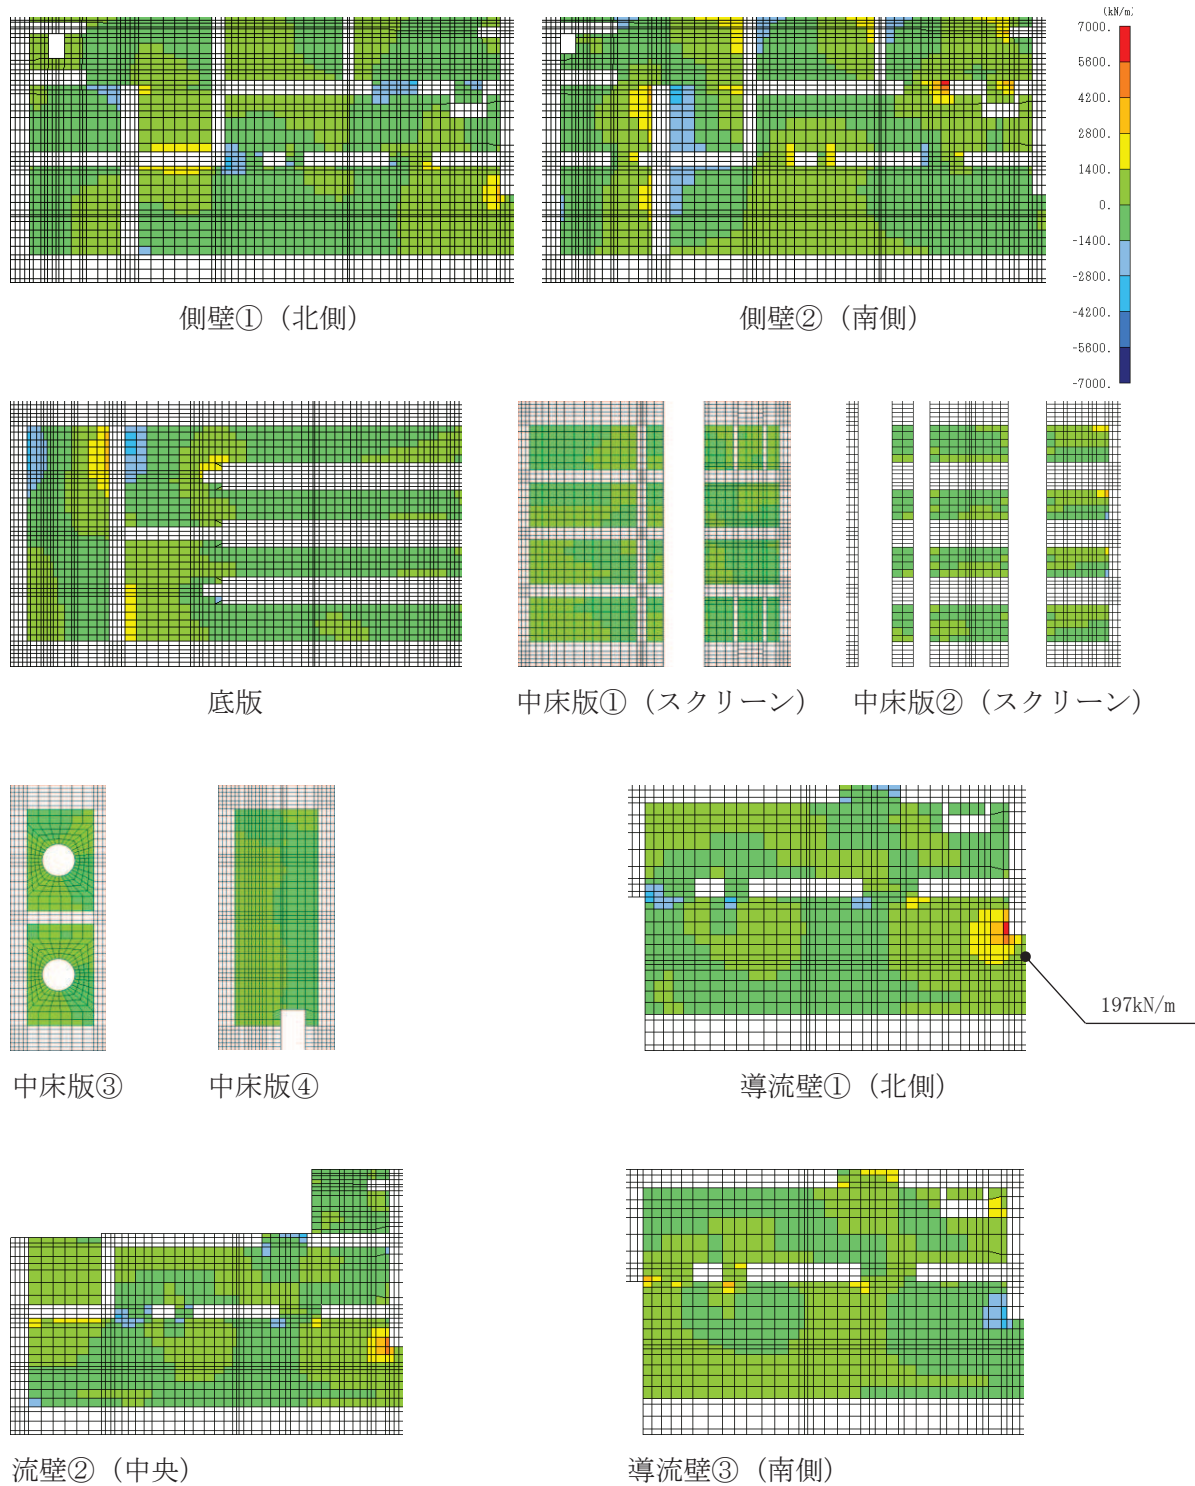 (kN/m)
7000.
5600.
4200.
2800.
1400.
0.
-1400.
-2800.
-4200.
-5600.
-7000.
側壁①（北側）
側壁②（南側）
底版
中床版①（スクリーン）
中床版②（スクリーン）
197kN/m
中床版③
中床版④
導流壁①（北側）
流壁②（中央）
導流壁③（南側）